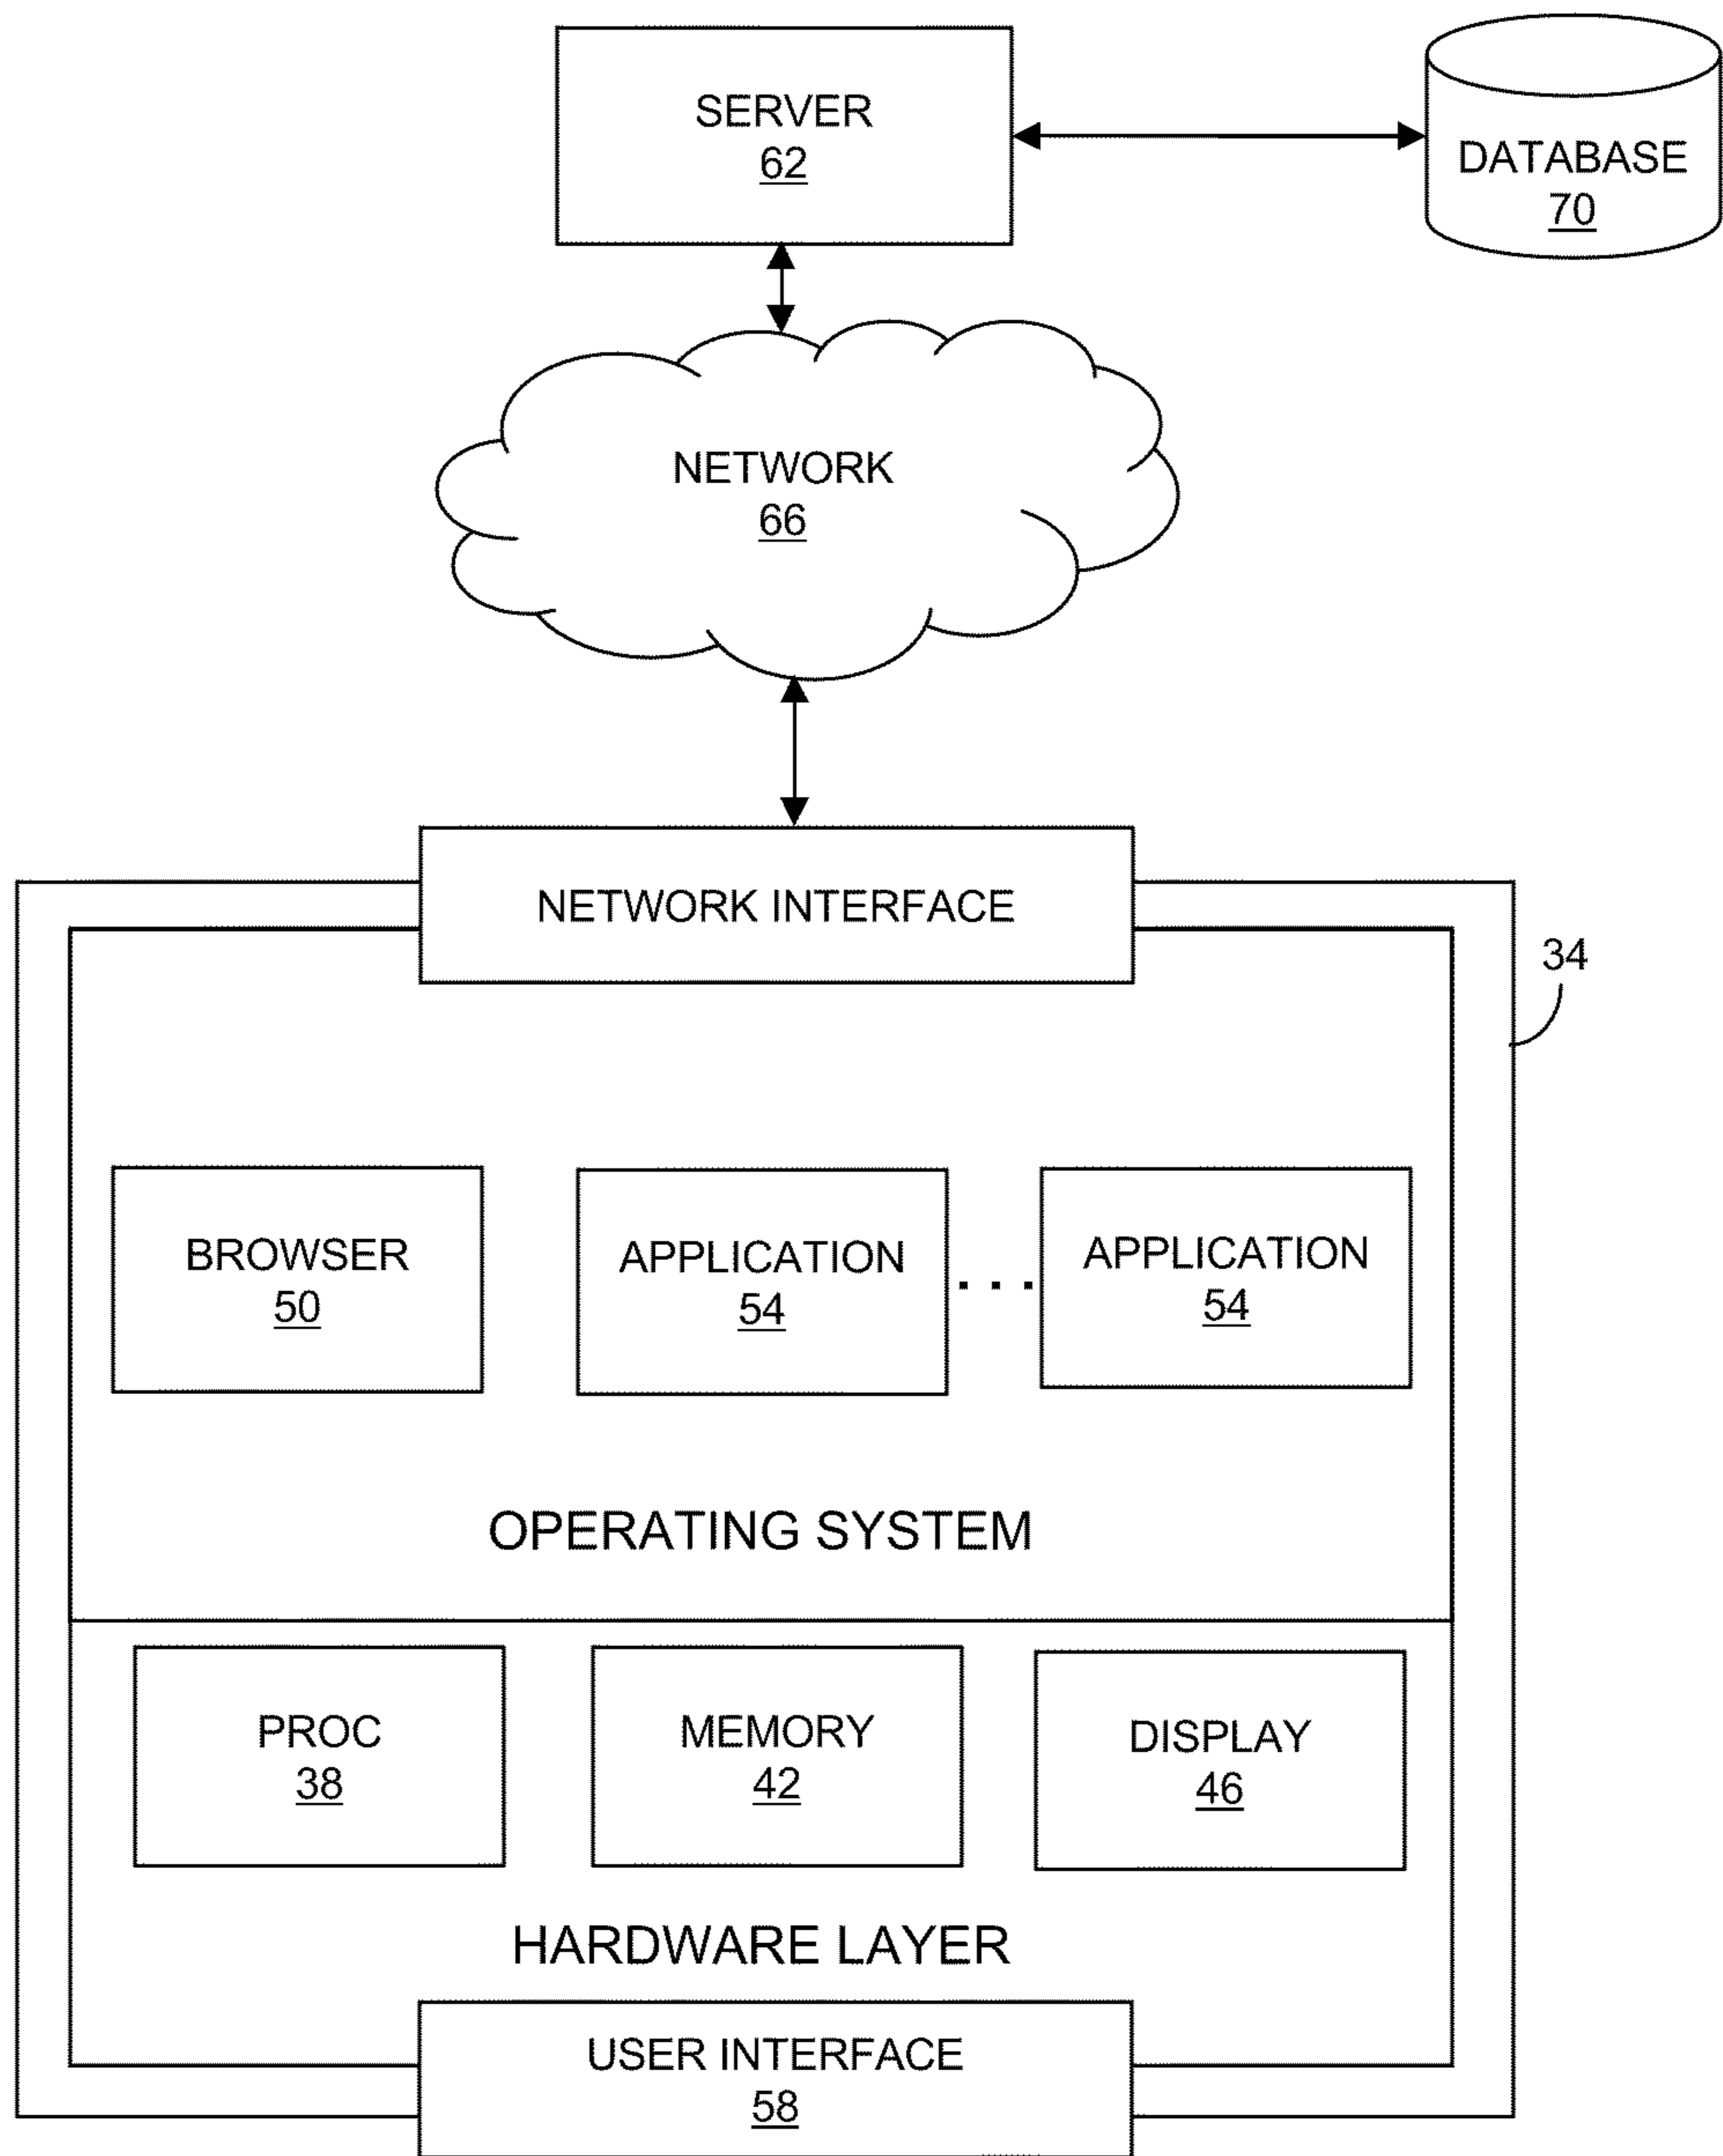 SERVER
62
DATABASE
70
NETWORK
66
NETWORK INTERFACE
34
BROWSER
50
APPLICATION
54
. . .
APPLICATION
54
OPERATING SYSTEM
PROC
38
MEMORY
42
DISPLAY
46
HARDWARE LAYER
USER INTERFACE
58